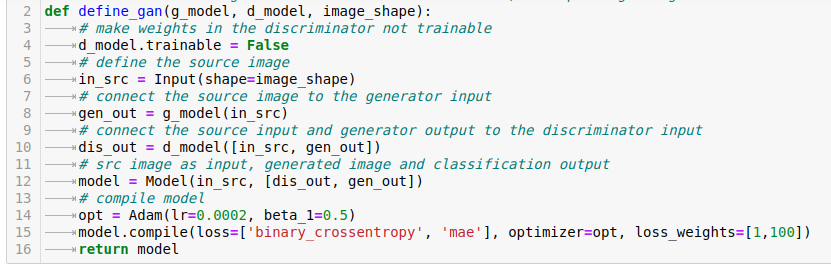 2 def define_gan(g_model, d_model, image_shape):
3 # make weights in the discriminator not trainable
4 d_model.trainable = False
5 # define the source image
6 in_src = Input(shape=image_shape)
7 # connect the source image to the generator input
8 gen_out = g_model(in_src)
9 # connect the source input and generator output to the discriminator input
10 dis_out = d_model([in_src, gen_out])
11 # src image as input, generated image and classification output
12 model = Model(in_src, [dis_out, gen_out])
13 # compile model
14 opt = Adam(lr=0.0002, beta_1=0.5)
15 model.compile(loss=['binary_crossentropy', 'mae'], optimizer=opt, loss_weights=[1,100])
16 return model